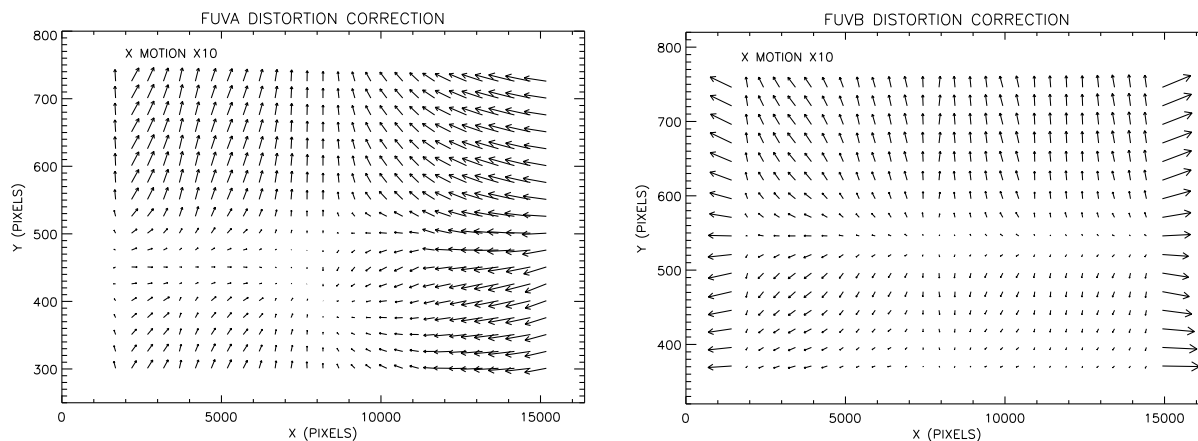 FUVA DISTORTION CORRECTION
X MOTION X10
800
700
600
500
400
300
Y (PIXELS)
0 5000 10000 15000
X (PIXELS)
FUVB DISTORTION CORRECTION
X MOTION X10
800
700
600
500
400
Y (PIXELS)
0 5000 10000 15000
X (PIXELS)